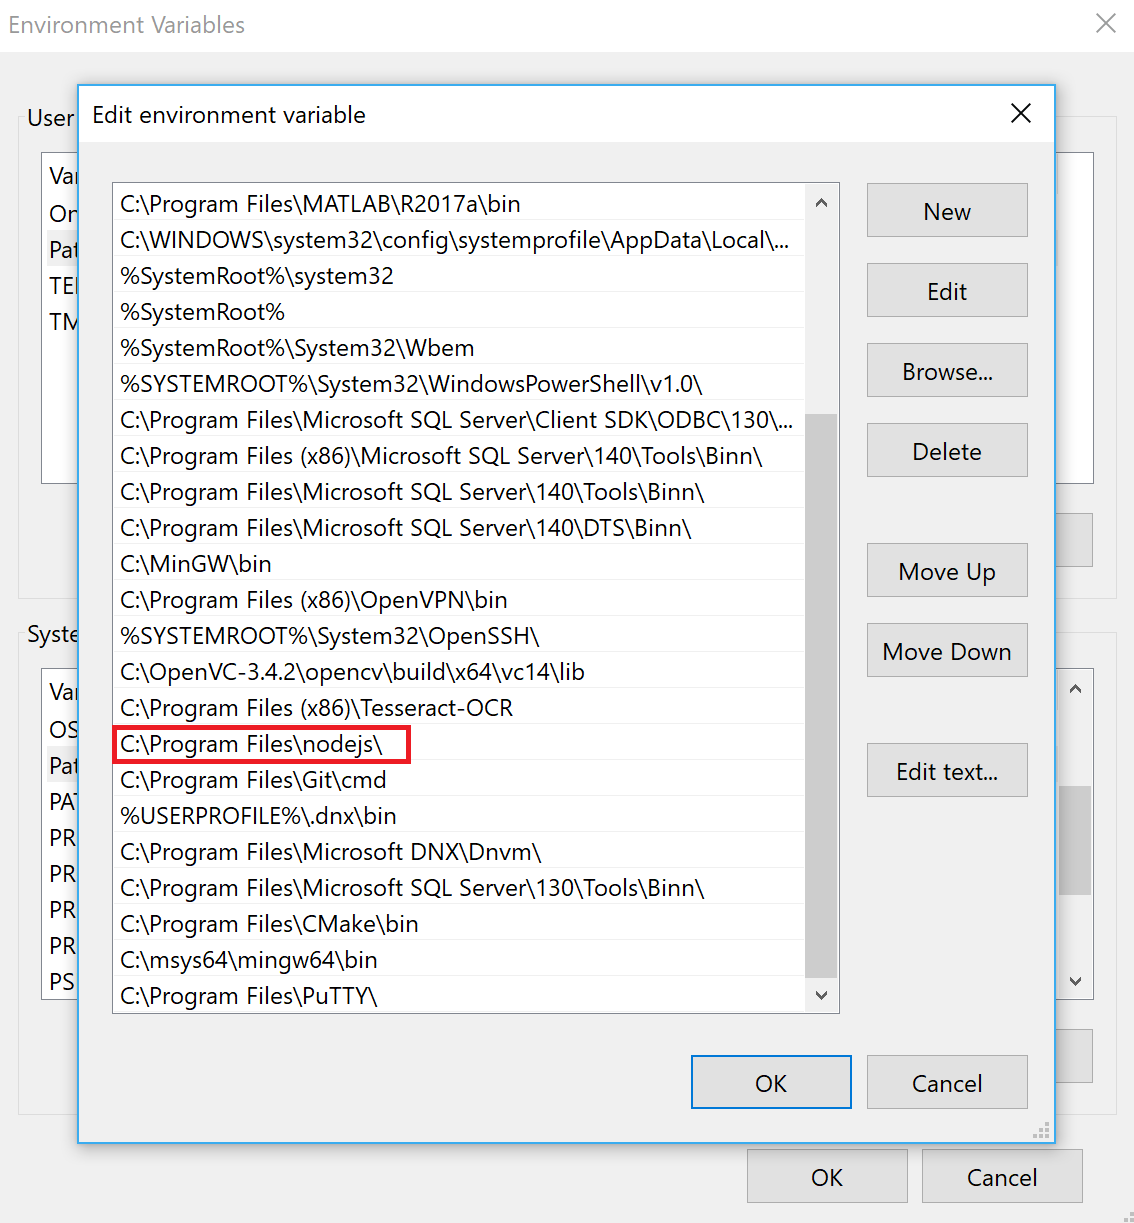 Environment Variables
Edit environment variable
User
Var
On
Pat
TE
TM
C:\Program Files\MATLAB\R2017a\bin
C:\WINDOWS\system32\config\systemprofile\AppData\Local\...
%SystemRoot%\system32
%SystemRoot%
%SystemRoot%\System32\Wbem
%SYSTEMROOT%\System32\WindowsPowerShell\v1.0\
C:\Program Files\Microsoft SQL Server\Client SDK\ODBC\130\...
C:\Program Files (x86)\Microsoft SQL Server\140\Tools\Binn\
C:\Program Files\Microsoft SQL Server\140\Tools\Binn\
C:\Program Files\Microsoft SQL Server\140\DTS\Binn\
C:\MinGW\bin
C:\Program Files (x86)\OpenVPN\bin
%SYSTEMROOT%\System32\OpenSSH\
C:\OpenVC-3.4.2\opencv\build\x64\vc14\lib
C:\Program Files (x86)\Tesseract-OCR
C:\Program Files\nodejs\
C:\Program Files\Git\cmd
%USERPROFILE%\.dnx\bin
C:\Program Files\Microsoft DNX\Dnvm\
C:\Program Files\Microsoft SQL Server\130\Tools\Binn\
C:\Program Files\CMake\bin
C:\msys64\mingw64\bin
C:\Program Files\PuTTY\
New
Edit
Browse...
Delete
Move Up
Move Down
Edit text...
Syste
Var
OS
Pat
PA
PR
PR
PR
PR
PS
OK
Cancel
OK
Cancel